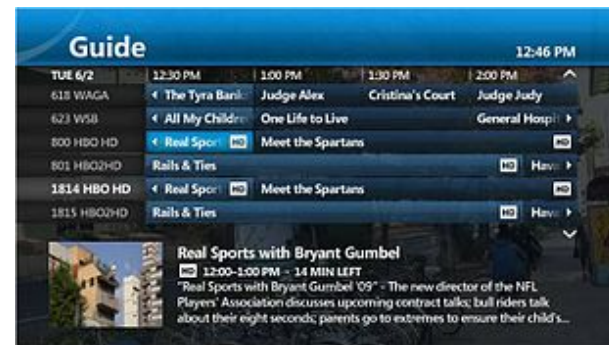 Guide
12:46 PM
TUE 6/2 12:30 PM 1:00 PM 1:30 PM 2:00 PM
618 WAGA The Tyra Bank Judge Alex Cristina's Court Judge Judy
623 WSB All My Childre One Life to Live General Hospit
800 HBO HD Real Spor HD Meet the Spartans HD
801 HBO2HD Rails & Ties HD Hav
1814 HBO HD Real Spor HD Meet the Spartans HD
1815 HBO2HD Rails & Ties HD Hav
Real Sports with Bryant Gumbel
HD 12:00-1:00 PM - 14 MIN LEFT
"Real Sports with Bryant Gumbel '09" - The new director of the NFL
Players' Association discusses upcoming contract talks; bull riders talk
about their eight seconds; parents go to extremes to ensure their child's...